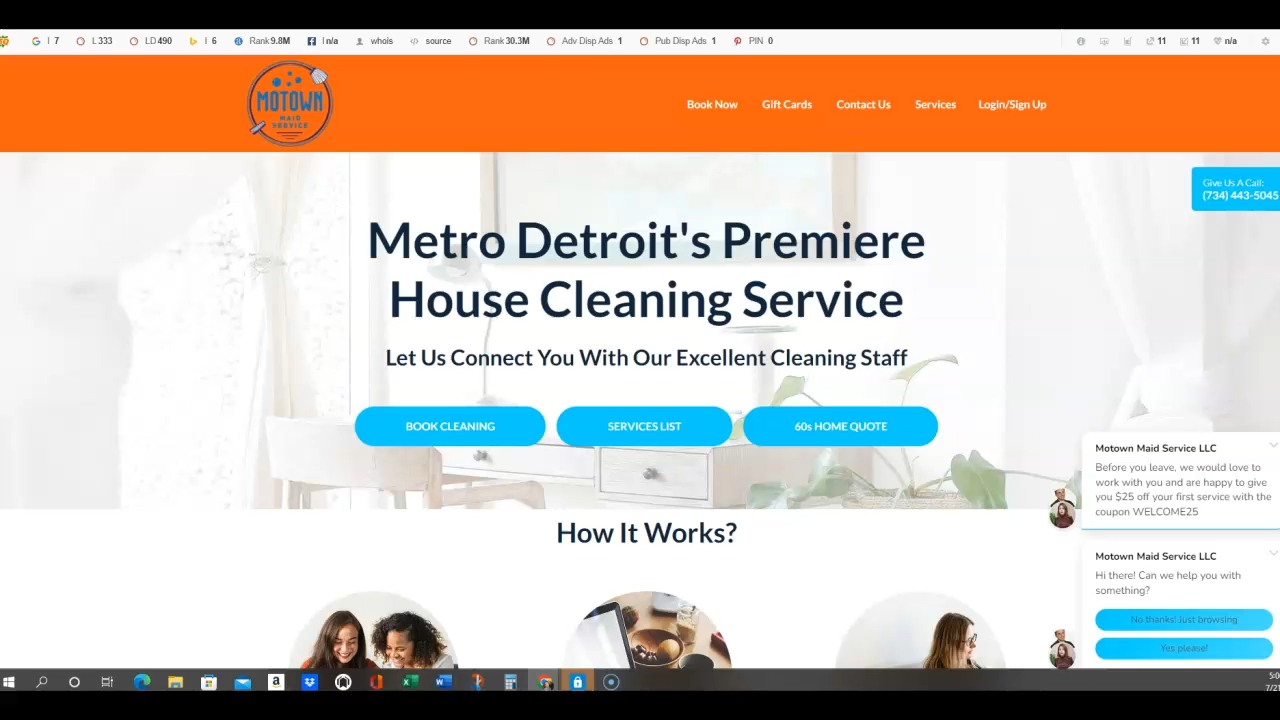 I 7
L 333
LD 490
I 6
Rank 9.8M
I n/a
whois
source
Rank 30.3M
Adv Disp Ads 1
Pub Disp Ads 1
PIN 0
11
11
n/a
MOTOWN
MAID
SERVICE
Book Now
Gift Cards
Contact Us
Services
Login/Sign Up
Give Us A Call:
(734) 443-5045
Metro Detroit's Premiere
House Cleaning Service
Let Us Connect You With Our Excellent Cleaning Staff
BOOK CLEANING
SERVICES LIST
60s HOME QUOTE
How It Works?
Motown Maid Service LLC
Before you leave, we would love to
work with you and are happy to give
you $25 off your first service with the
coupon WELCOME25
Motown Maid Service LLC
Hi there! Can we help you with
something?
No thanks! Just browsing
Yes please!